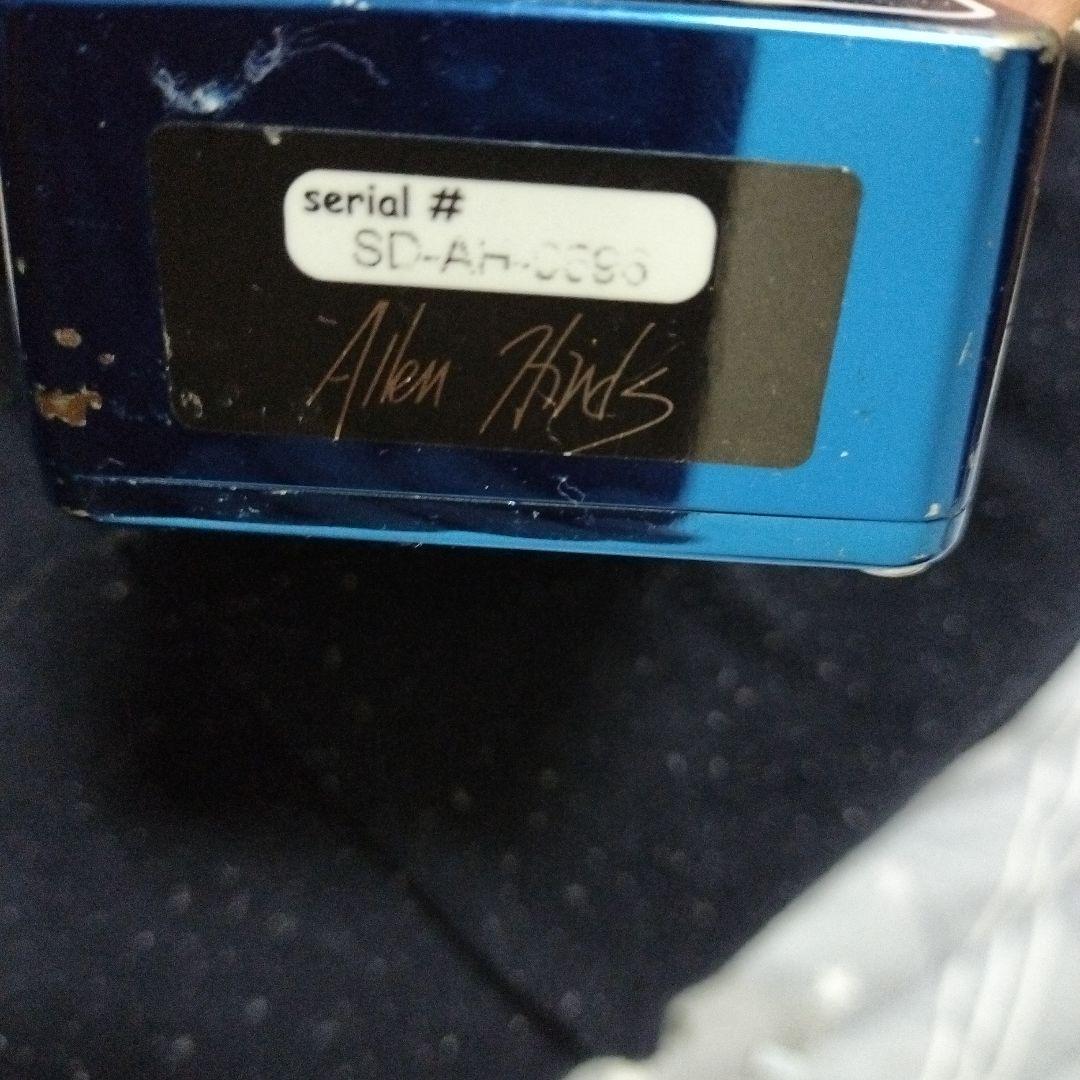 serial #
SD-AH-0696
Allen Hinds